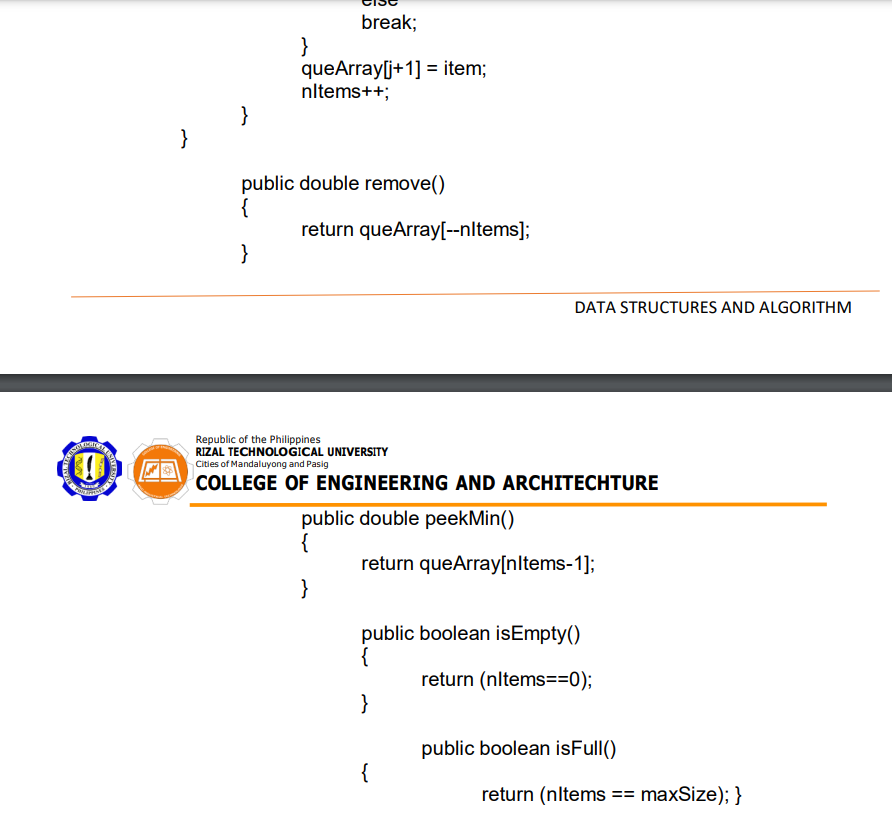 else
break;
}
queArray[j+1] = item;
nItems++;
}
}
public double remove()
{
return queArray[--nItems];
}
DATA STRUCTURES AND ALGORITHM
Republic of the Philippines
RIZAL TECHNOLOGICAL UNIVERSITY
Cities of Mandaluyong and Pasig
COLLEGE OF ENGINEERING AND ARCHITECHTURE
public double peekMin()
{
return queArray[nItems-1];
}
public boolean isEmpty()
{
return (nItems==0);
}
public boolean isFull()
{
return (nItems == maxSize); }